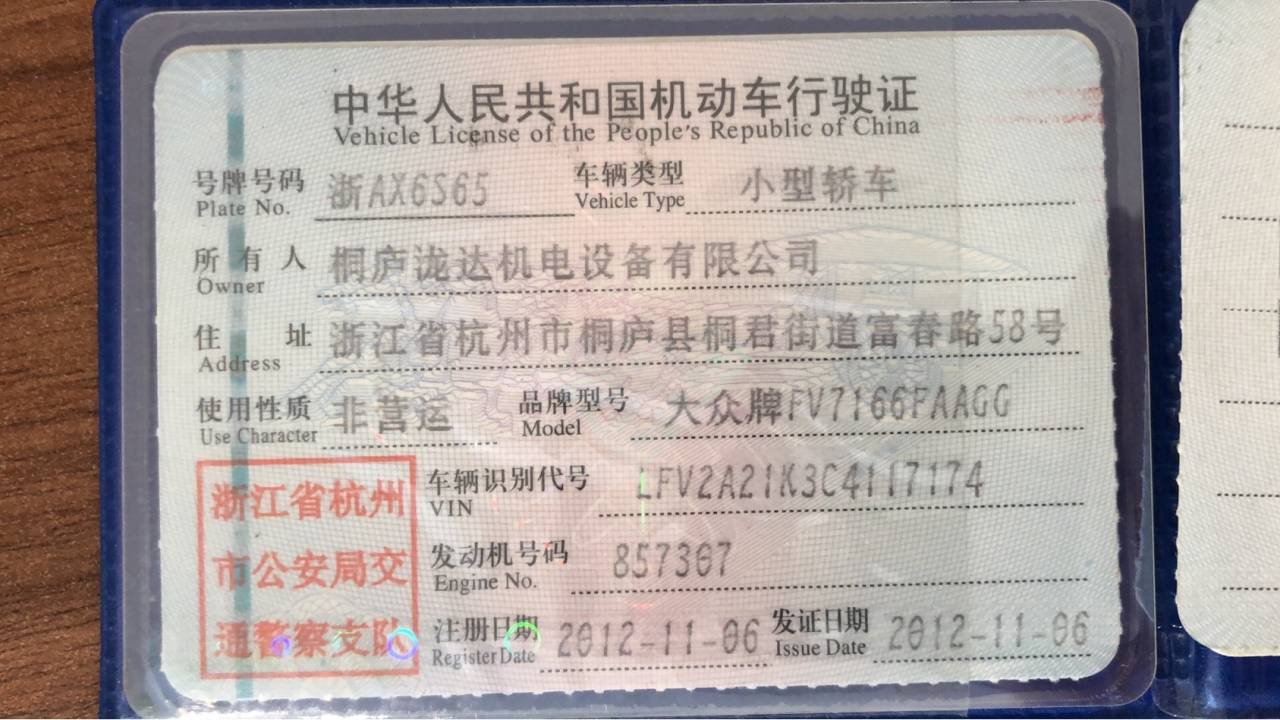 中华人民共和国机动车行驶证
Vehicle License of the People's Republic of China
号牌号码 浙AX6S65 车辆类型 小型轿车
Plate No. Vehicle Type
所有人 桐庐泷达机电设备有限公司
Owner
住址 浙江省杭州市桐庐县桐君街道富春路58号
Address
使用性质 非营运 品牌型号 大众牌FV7166FAAGG
Use Character Model
车辆识别代号 LFV2A21K3C4117174
VIN
发动机号码 857307
Engine No.
注册日期 2012-11-06 发证日期 2012-11-06
Register Date Issue Date
浙江省杭州
市公安局交
通警察支队